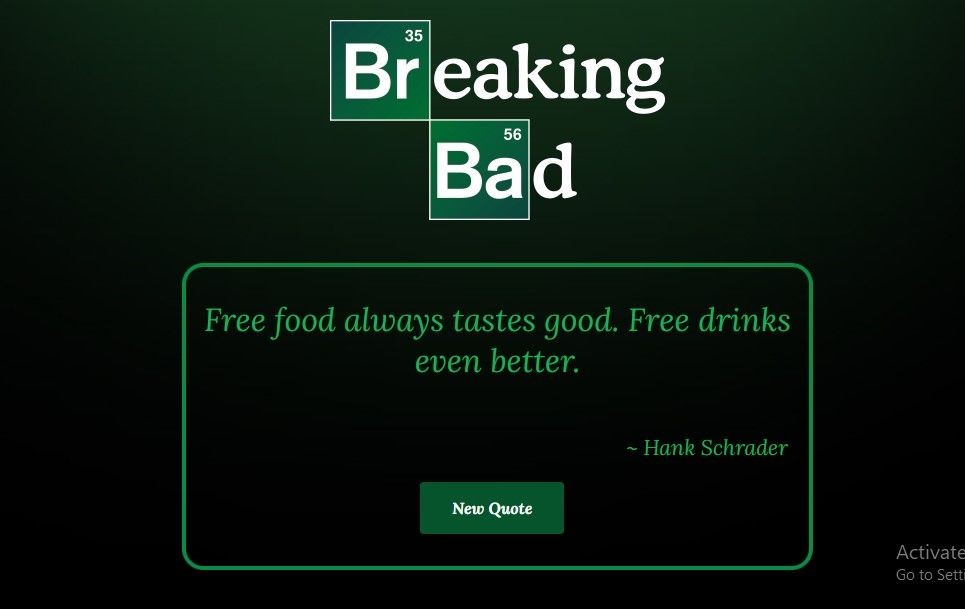 35
Breaking
56
Bad
Free food always tastes good. Free drinks
even better.
~ Hank Schrader
New Quote
Activate
Go to Setti